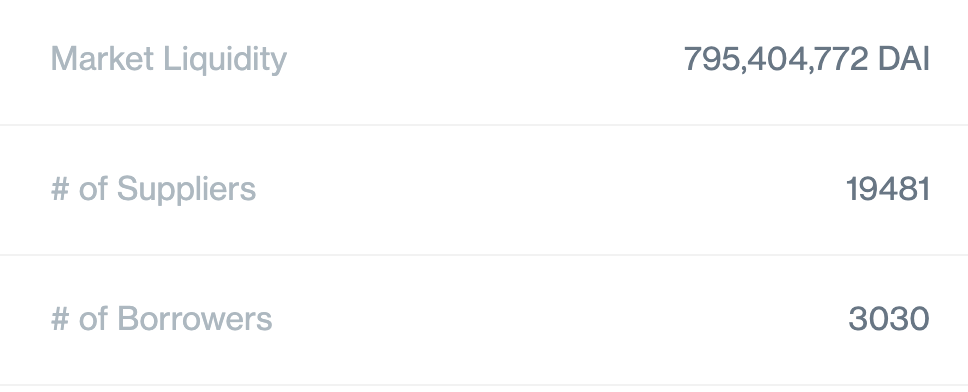 Market Liquidity 795,404,772 DAI
# of Suppliers 19481
# of Borrowers 3030